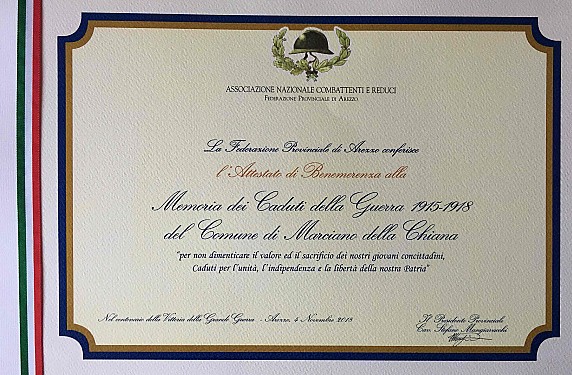 ASSOCIAZIONE NAZIONALE COMBATTENTI E REDUCI
FEDERAZIONE PROVINCIALE DI AREZZO
La Federazione Provinciale di Arezzo conferisce
l'Attestato di Benemerenza alla
Memoria dei Caduti della Guerra 1915-1918
del Comune di Marciano della Chiana
"per non dimenticare il valore ed il sacrificio dei nostri giovani concittadini,
Caduti per l'unità, l'indipendenza e la libertà della nostra Patria"
Nel centenario della Vittoria della Grande Guerra - Arezzo, 4 Novembre 2018
Il Presidente Provinciale
Cav. Stefano Mangiavacchi